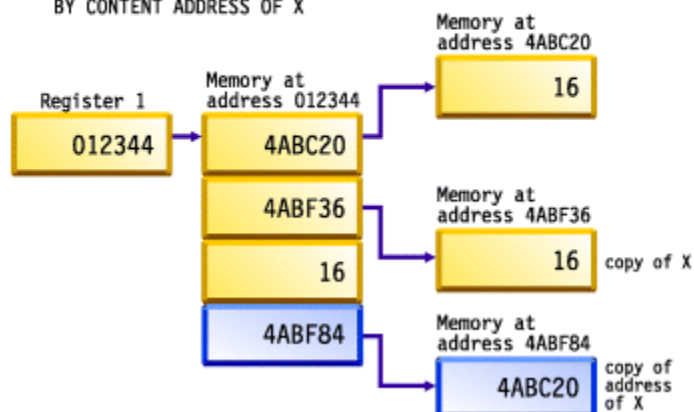 BY CONTENT ADDRESS OF X
Memory at
address 4ABC20
16
Register 1
012344
Memory at
address 012344
4ABC20
4ABF36
16
4ABF84
Memory at
address 4ABF36
16
copy of X
Memory at
address 4ABF84
4ABC20
copy of
address
of X